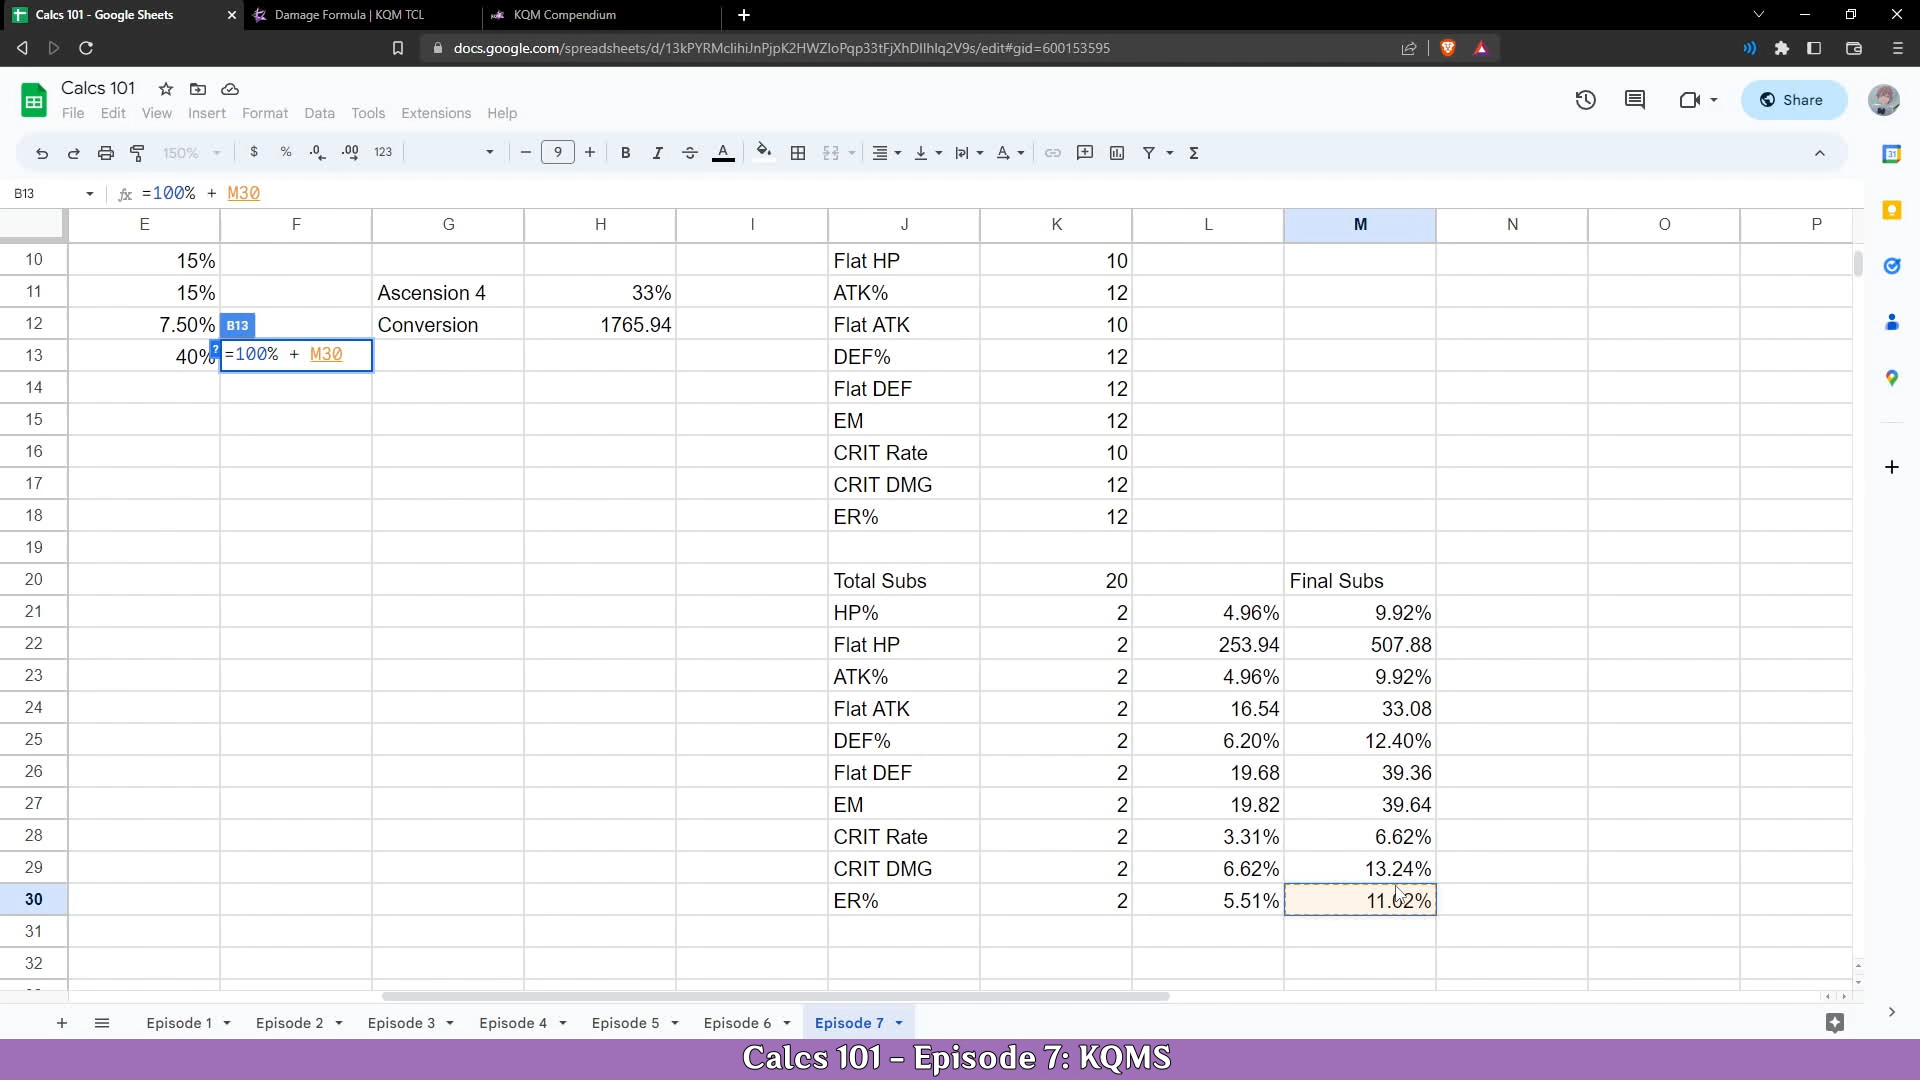 Calcs 101 - Google Sheets
Damage Formula | KQM TCL
KQM Compendium
docs.google.com/spreadsheets/d/13kPYRMclihiJnPjpK2HWZIoPqp33tFjXhDIlhIq2V9s/edit#gid=600153595
Calcs 101
File Edit View Insert Format Data Tools Extensions Help
Share
150% $ % .0 .00 123 9
B13 fx =100% + M30
E F G H I J K L M N O P
10 15% Flat HP 10
11 15% Ascension 4 33% ATK% 12
12 7.50% B13 Conversion 1765.94 Flat ATK 10
13 40% ? =100% + M30 DEF% 12
14 Flat DEF 12
15 EM 12
16 CRIT Rate 10
17 CRIT DMG 12
18 ER% 12
19
20 Total Subs 20 Final Subs
21 HP% 2 4.96% 9.92%
22 Flat HP 2 253.94 507.88
23 ATK% 2 4.96% 9.92%
24 Flat ATK 2 16.54 33.08
25 DEF% 2 6.20% 12.40%
26 Flat DEF 2 19.68 39.36
27 EM 2 19.82 39.64
28 CRIT Rate 2 3.31% 6.62%
29 CRIT DMG 2 6.62% 13.24%
30 ER% 2 5.51% 11.02%
31
32
Episode 1 Episode 2 Episode 3 Episode 4 Episode 5 Episode 6 Episode 7
Calcs 101 - Episode 7: KQMS